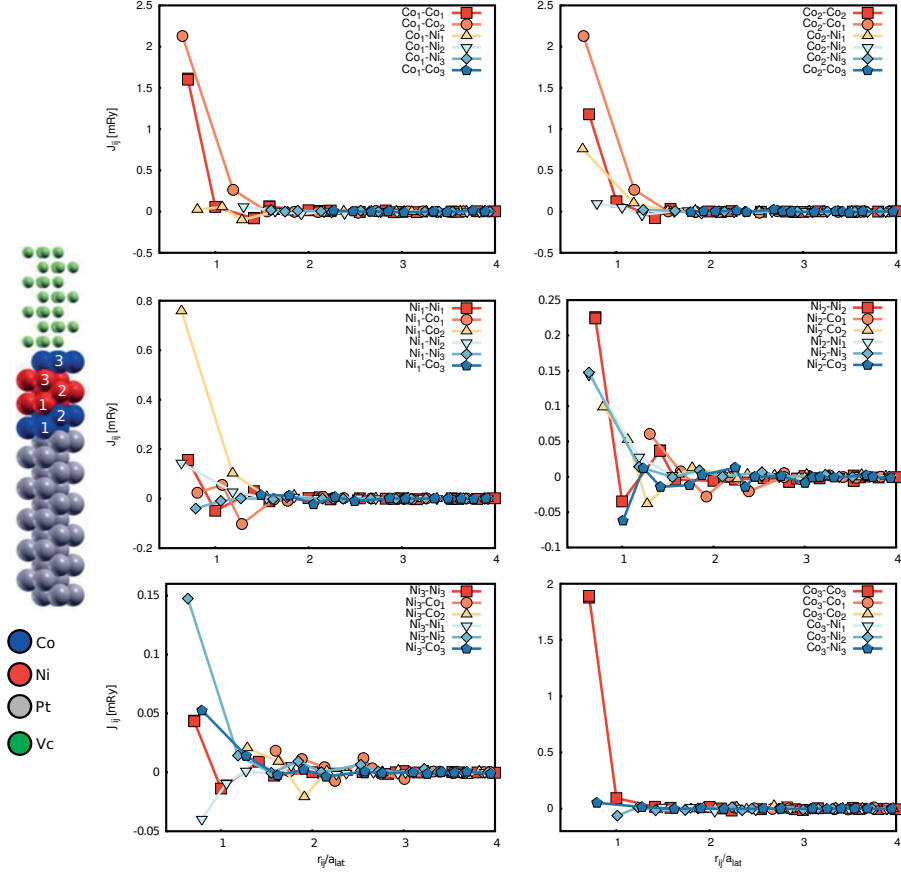 Co1-Co1
Co1-Co2
Co1-Ni1
Co1-Ni2
Co1-Ni3
Co1-Co3
Jij [mRy]
2.5
2
1.5
1
0.5
0
-0.5
1 2 3 4
Co2-Co2
Co2-Co1
Co2-Ni1
Co2-Ni2
Co2-Ni3
Co2-Co3
2.5
2
1.5
1
0.5
0
-0.5
1 2 3 4
3
3
2
1
2
1
Co
Ni
Pt
Vc
Ni1-Ni1
Ni1-Co1
Ni1-Co2
Ni1-Ni2
Ni1-Ni3
Ni1-Co3
Jij [mRy]
0.8
0.6
0.4
0.2
0
-0.2
1 2 3 4
Ni2-Ni2
Ni2-Co1
Ni2-Co2
Ni2-Ni1
Ni2-Ni3
Ni2-Co3
0.25
0.2
0.15
0.1
0.05
0
-0.05
-0.1
1 2 3 4
Ni3-Ni3
Ni3-Co1
Ni3-Co2
Ni3-Ni1
Ni3-Ni2
Ni3-Co3
Jij [mRy]
0.15
0.1
0.05
0
-0.05
1 2 3 4
rij/alat
Co3-Co3
Co3-Co1
Co3-Co2
Co3-Ni1
Co3-Ni2
Co3-Ni3
2
1.5
1
0.5
0
1 2 3 4
rij/alat